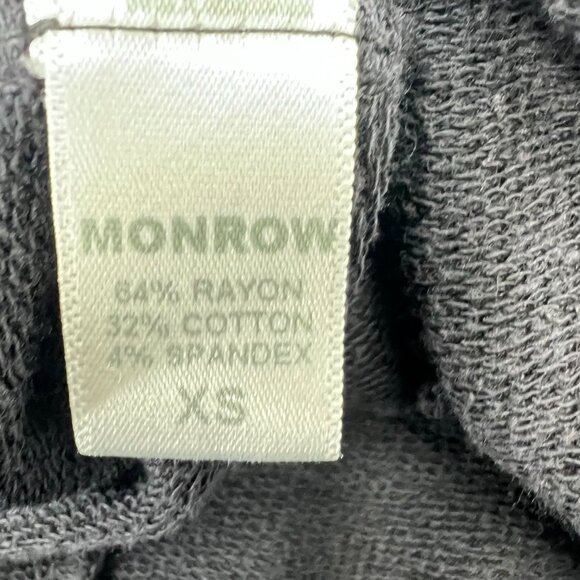 MONROW
64% RAYON
32% COTTON
4% SPANDEX
XS